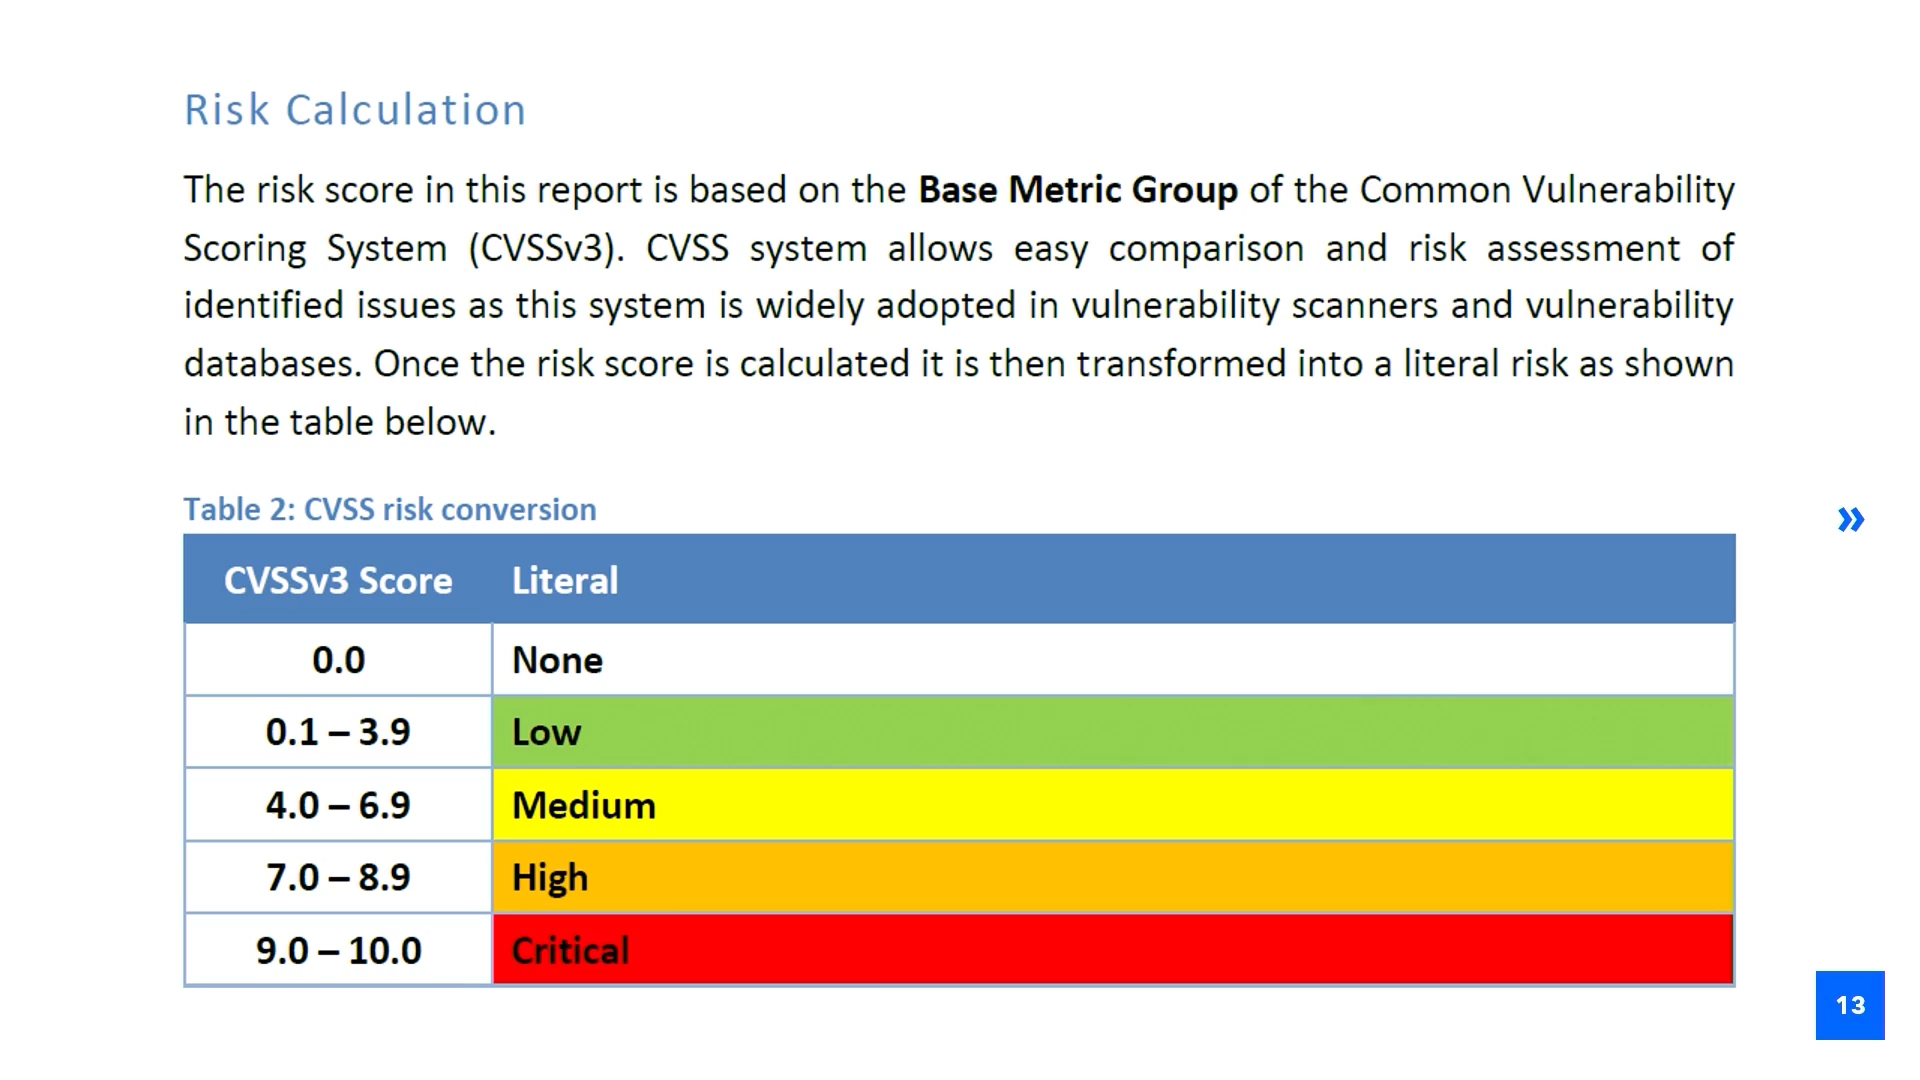 Risk Calculation
The risk score in this report is based on the Base Metric Group of the Common Vulnerability
Scoring System (CVSSv3). CVSS system allows easy comparison and risk assessment of
identified issues as this system is widely adopted in vulnerability scanners and vulnerability
databases. Once the risk score is calculated it is then transformed into a literal risk as shown
in the table below.
Table 2: CVSS risk conversion
»
CVSSv3 Score Literal
0.0 None
0.1 – 3.9 Low
4.0 – 6.9 Medium
7.0 – 8.9 High
9.0 – 10.0 Critical
13